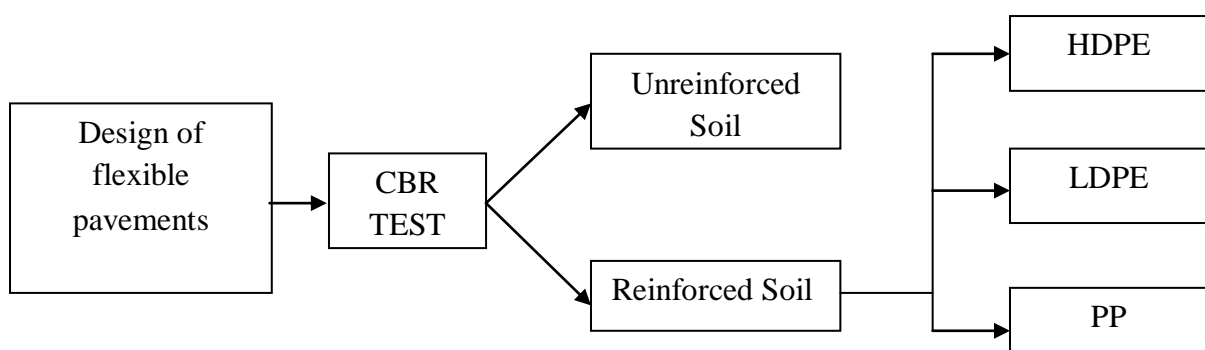 Design of
flexible
pavements
CBR
TEST
Unreinforced
Soil
Reinforced Soil
HDPE
LDPE
PP